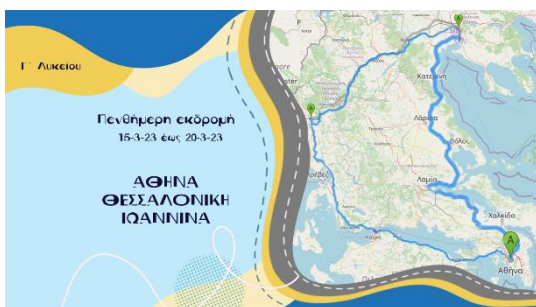 Γ΄ Λυκείου
Πενθήμερη εκδρομή
15-3-23 έως 20-3-23
ΑΘΗΝΑ
ΘΕΣΣΑΛΟΝΙΚΗ
ΙΩΑΝΝΙΝΑ
Κατερίνη
Λάρισα
Βόλος
Λαμία
Χαλκίδα
A
Αθήνα